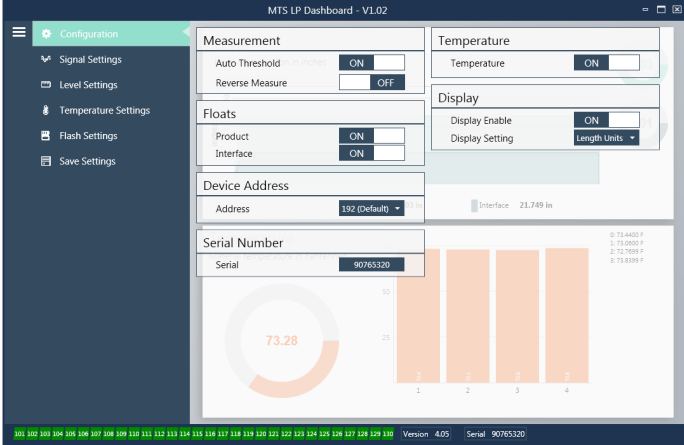 MTS LP Dashboard - V1.02
Configuration
Signal Settings
Level Settings
Temperature Settings
Flash Settings
Save Settings
Measurement
Auto Threshold ON
Reverse Measure OFF
Floats
Product ON
Interface ON
Device Address
Address 192 (Default)
Serial Number
Serial 90765320
Temperature
Temperature ON
Display
Display Enable ON
Display Setting Length Units
Interface 21.749 in
0: 73.4400 F
1: 73.0600 F
2: 72.7699 F
3: 73.8399 F
50
25
73.28
1 2 3 4
101 102 103 104 105 106 107 108 109 110 111 112 113 114 115 116 117 118 119 120 121 122 123 124 125 126 127 128 129 130 Version 4.05 Serial 90765320